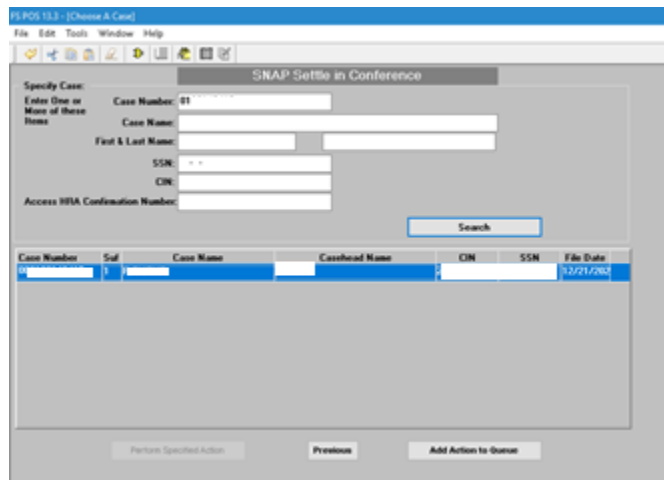 FS POS 13.3 - [Choose A Case]
File Edit Tools Window Help
SNAP Settle in Conference
Specify Case:
Enter One or More of these Items
Case Number: 01
Case Name:
First & Last Name:
SSN: - -
CIN:
Access HRA Confirmation Number:
Search
Case Number Suf Case Name Casehead Name CIN SSN File Date
1 12/21/202
Perform Specified Action Previous Add Action to Queue